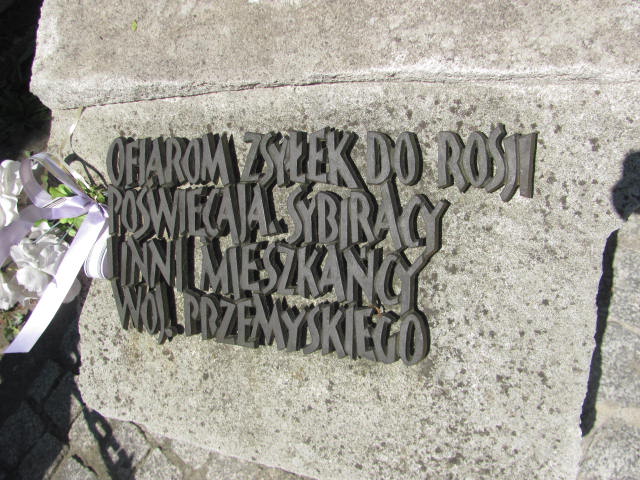 OFIAROM ZSYŁEK DO ROSJI
POŚWIĘCAJĄ SYBIRACY
I INNI MIESZKAŃCY
WOJ. PRZEMYSKIEGO